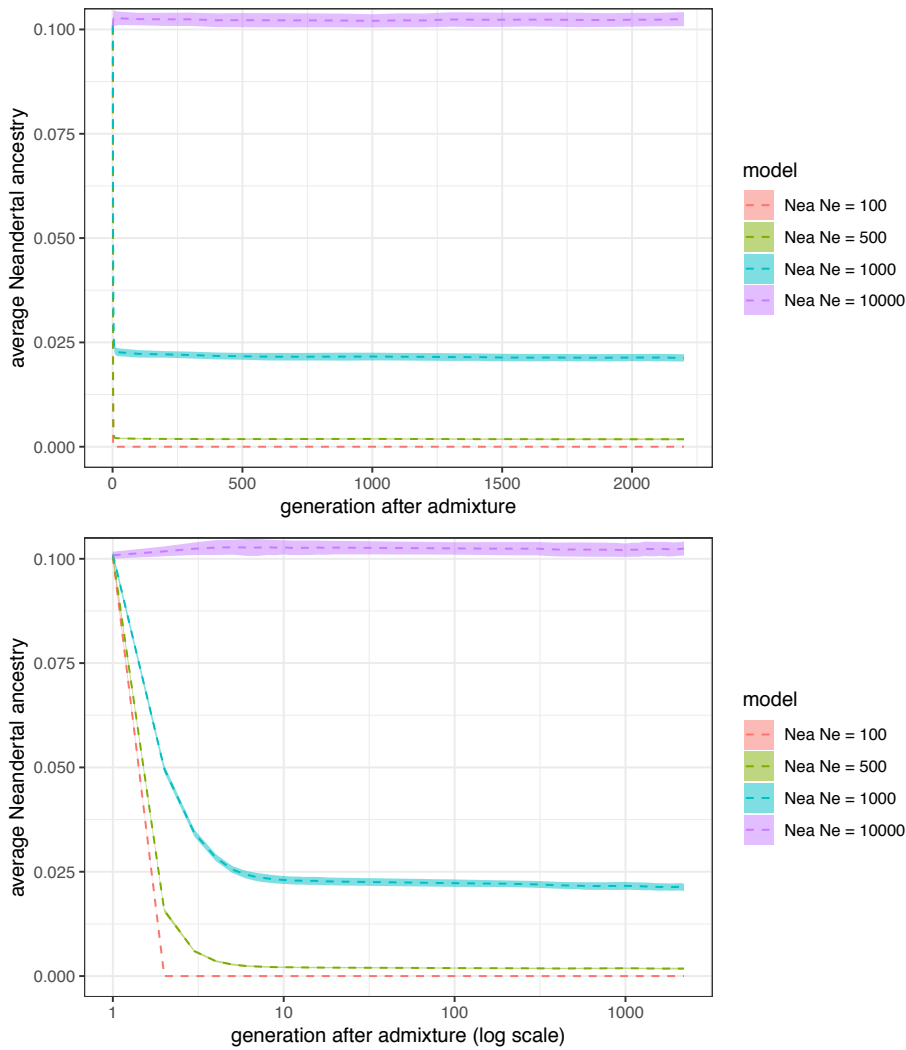 average Neandertal ancestry
0.100
0.075
0.050
0.025
0.000
0
500
1000
1500
2000
generation after admixture
model
Nea Ne = 100
Nea Ne = 500
Nea Ne = 1000
Nea Ne = 10000
average Neandertal ancestry
0.100
0.075
0.050
0.025
0.000
1
10
100
1000
generation after admixture (log scale)
model
Nea Ne = 100
Nea Ne = 500
Nea Ne = 1000
Nea Ne = 10000